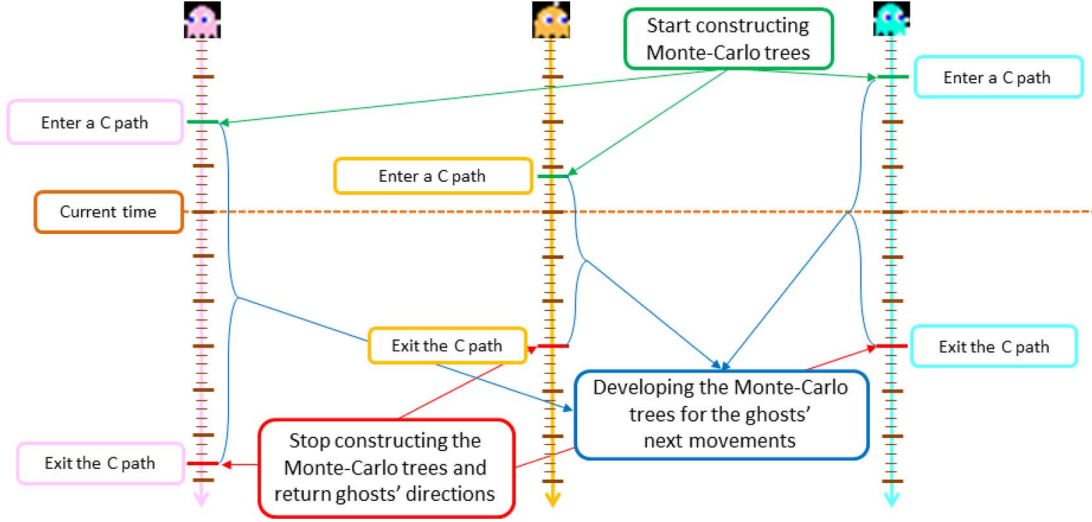 Start constructing
Monte-Carlo trees
Enter a C path
Enter a C path
Enter a C path
Current time
Exit the C path
Exit the C path
Developing the Monte-Carlo
trees for the ghosts'
next movements
Stop constructing the
Monte-Carlo trees and
return ghosts' directions
Exit the C path